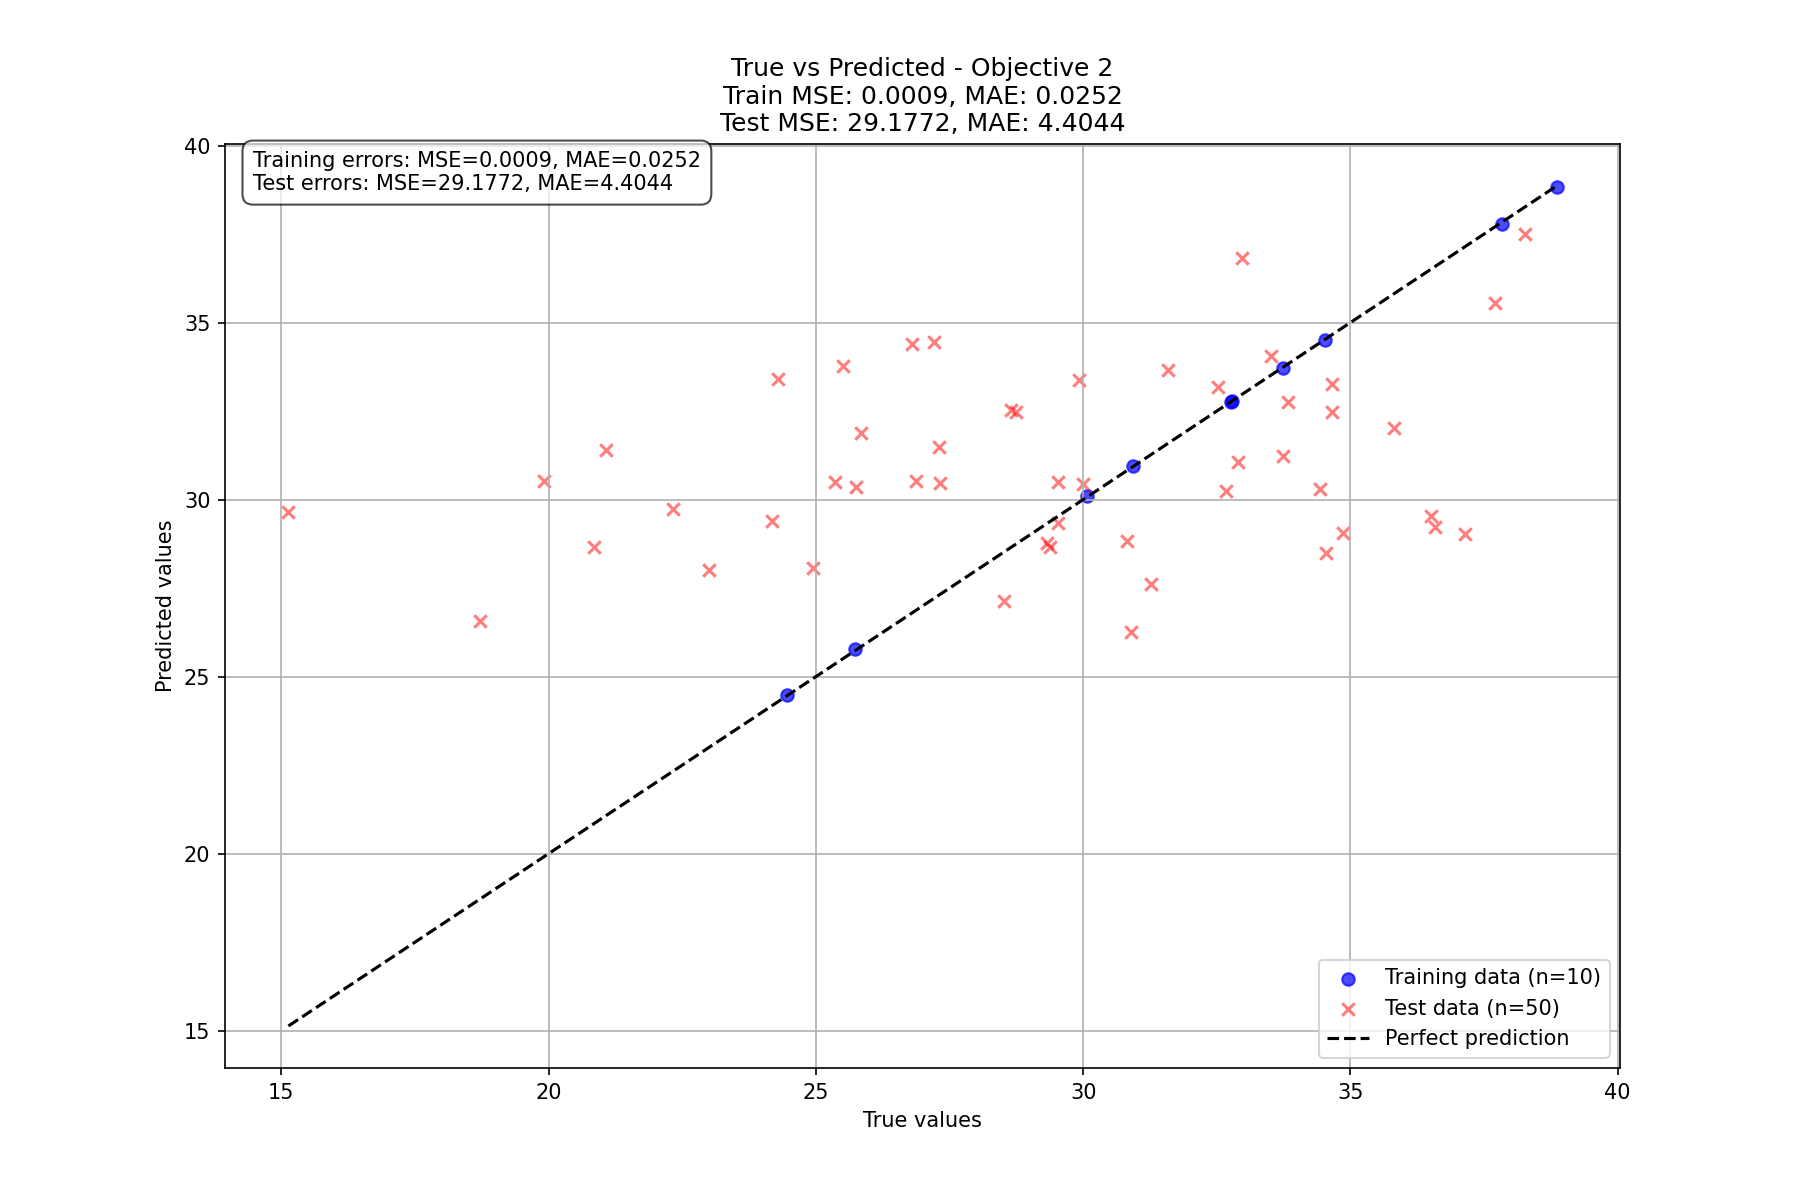 True vs Predicted - Objective 2
Train MSE: 0.0009, MAE: 0.0252
Test MSE: 29.1772, MAE: 4.4044
Training errors: MSE=0.0009, MAE=0.0252
Test errors: MSE=29.1772, MAE=4.4044
40
35
30
25
20
15
Predicted values
Training data (n=10)
Test data (n=50)
Perfect prediction
15 20 25 30 35 40
True values